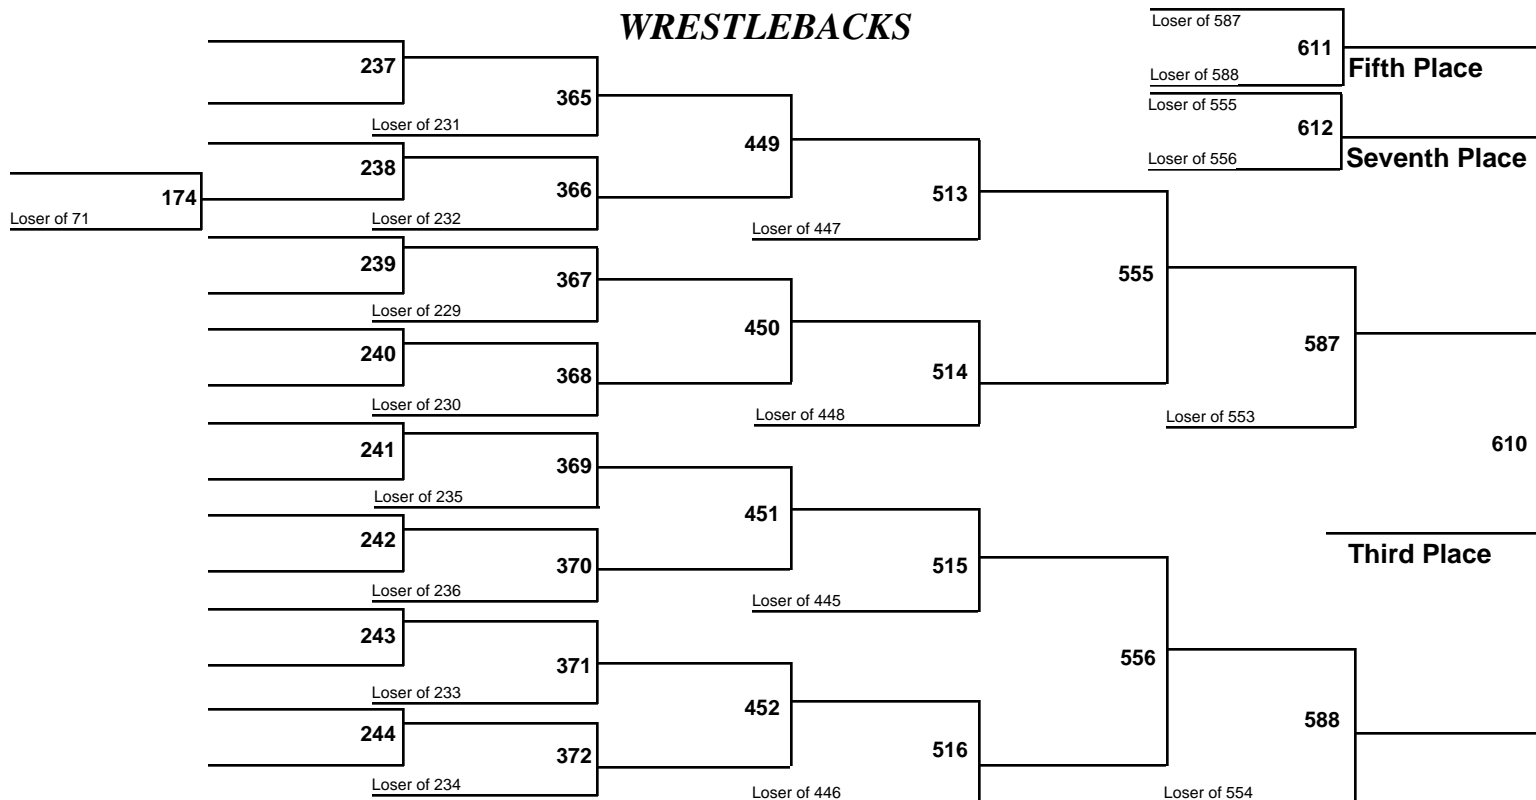 WRESTLEBACKS
Loser of 587
611
Fifth Place
Loser of 588
Loser of 555
612
Seventh Place
Loser of 556
237
365
Loser of 231
449
238
366
174
Loser of 71
Loser of 232
513
Loser of 447
239
367
Loser of 229
555
450
240
368
514
587
Loser of 230
Loser of 448
Loser of 553
610
241
369
Loser of 235
451
242
370
515
Third Place
Loser of 236
Loser of 445
243
371
556
Loser of 233
452
588
244
372
516
Loser of 234
Loser of 446
Loser of 554